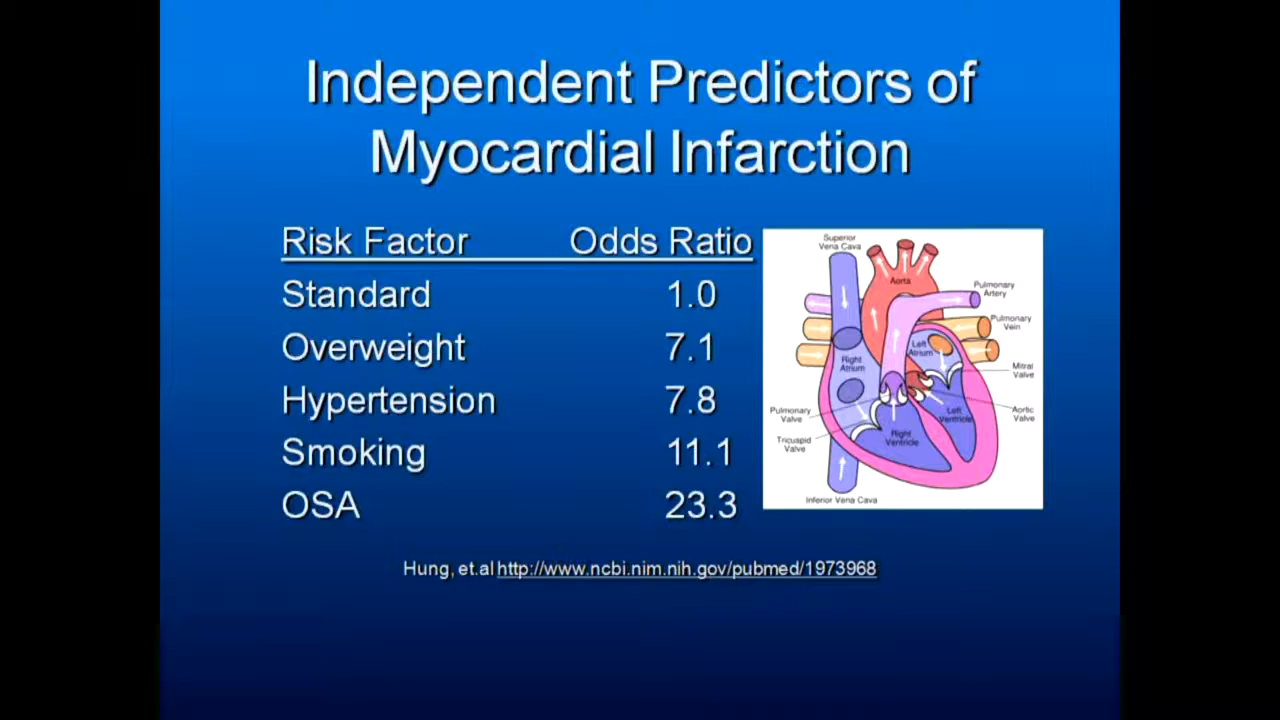 Independent Predictors of
Myocardial Infarction
Risk Factor Odds Ratio
Standard 1.0
Overweight 7.1
Hypertension 7.8
Smoking 11.1
OSA 23.3
Superior
Vena Cava
Aorta
Pulmonary
Artery
Pulmonary
Vein
Left
Atrium
Right
Atrium
Mitral
Valve
Pulmonary
Valve
Aortic
Valve
Left
Ventricle
Right
Ventricle
Tricuspid
Valve
Inferior Vena Cava
Hung, et.al http://www.ncbi.nim.nih.gov/pubmed/1973968